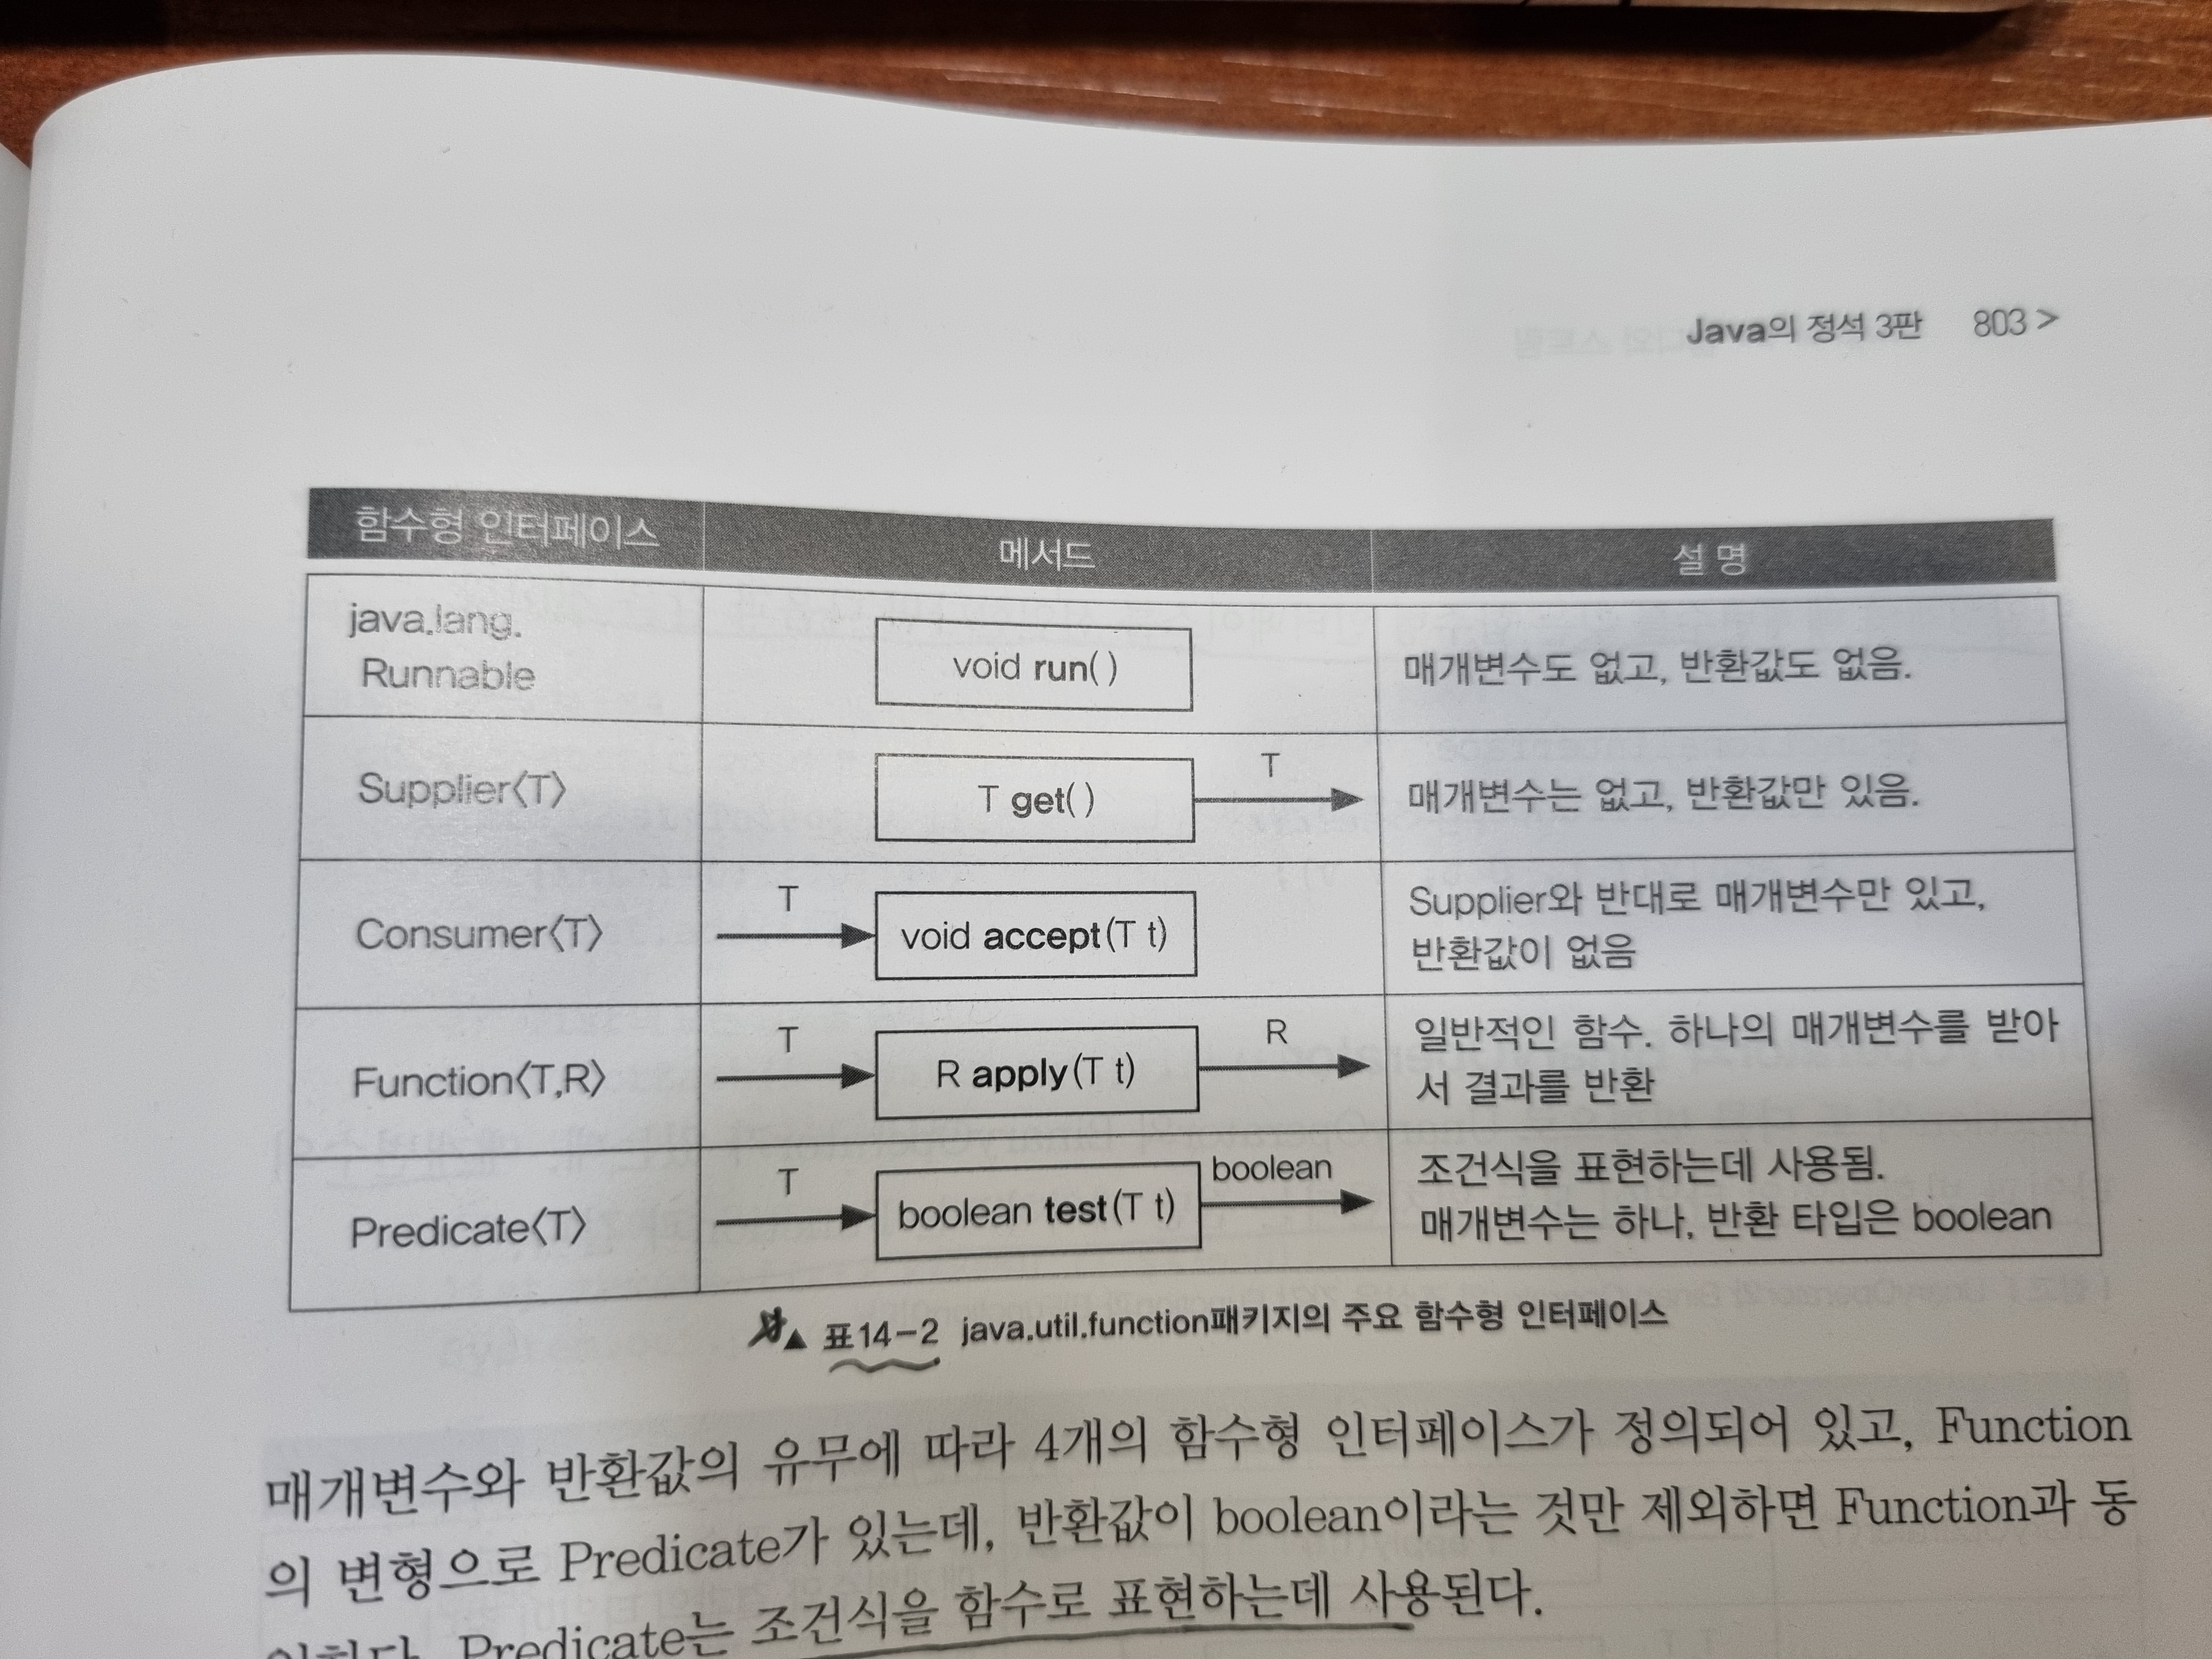 Java의 정석 3판 803 >
함수형 인터페이스 메서드 설 명
java.lang.
Runnable
void run( )
매개변수도 없고, 반환값도 없음.
Supplier〈T〉
T get( )
T
매개변수는 없고, 반환값만 있음.
Consumer〈T〉
T
void accept(T t)
Supplier와 반대로 매개변수만 있고,
반환값이 없음
Function〈T,R〉
T
R apply(T t)
R
일반적인 함수. 하나의 매개변수를 받아
서 결과를 반환
Predicate〈T〉
T
boolean test(T t)
boolean
조건식을 표현하는데 사용됨.
매개변수는 하나, 반환 타입은 boolean
▲ 표14-2 java.util.function패키지의 주요 함수형 인터페이스
매개변수와 반환값의 유무에 따라 4개의 함수형 인터페이스가 정의되어 있고, Function
의 변형으로 Predicate가 있는데, 반환값이 boolean이라는 것만 제외하면 Function과 동
Predicate는 조건식을 함수로 표현하는데 사용된다.